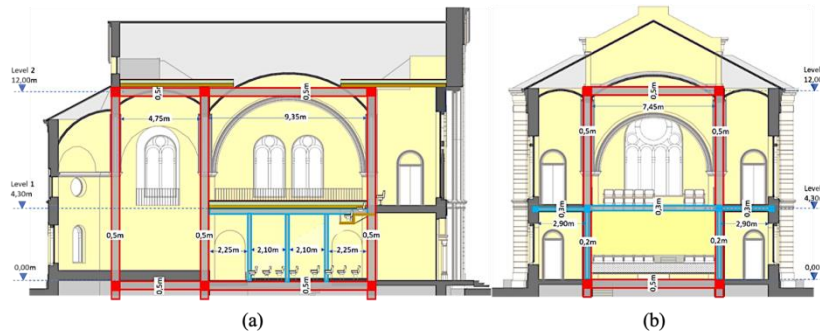 Level 2
12,00m
0,5m
0,5m
4,75m
9,35m
Level 1
4,30m
0,5m
0,5m
0,5m
2,25m
2,10m
2,10m
2,25m
0,00m
0,5m
0,5m
(a)
0,5m
Level 2
12,00m
7,45m
0,5m
0,5m
Level 1
4,30m
0,3m
0,3m
0,3m
2,90m
2,90m
0,2m
0,2m
0,5m
(b)